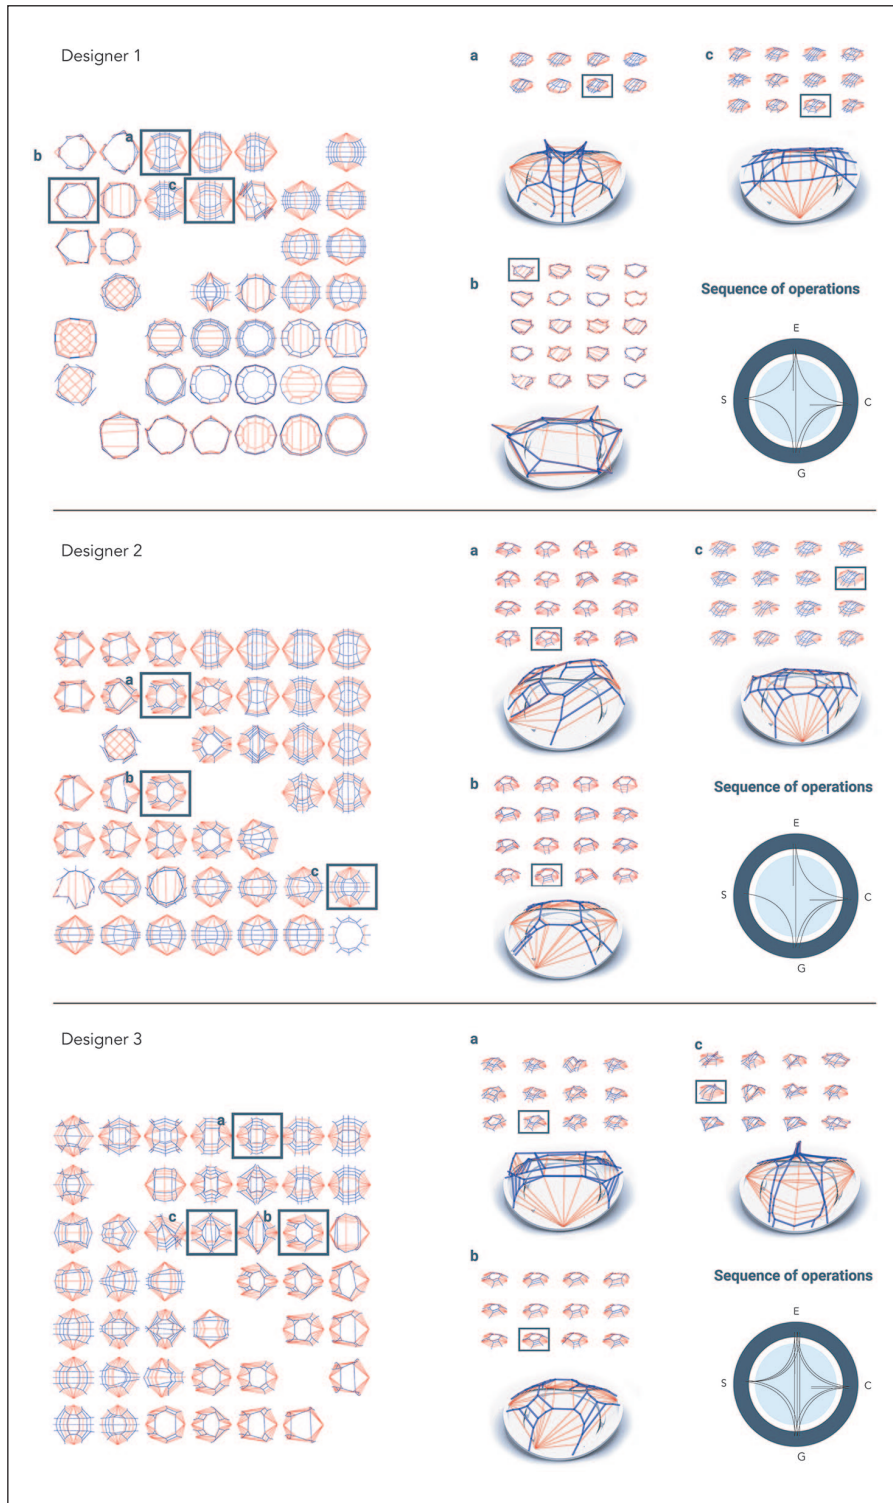 Designer 1
a
b
c
a
c
b
Sequence of operations
E
S
C
G
Designer 2
a
b
c
a
c
b
Sequence of operations
E
S
C
G
Designer 3
a
c
b
a
c
b
Sequence of operations
E
S
C
G